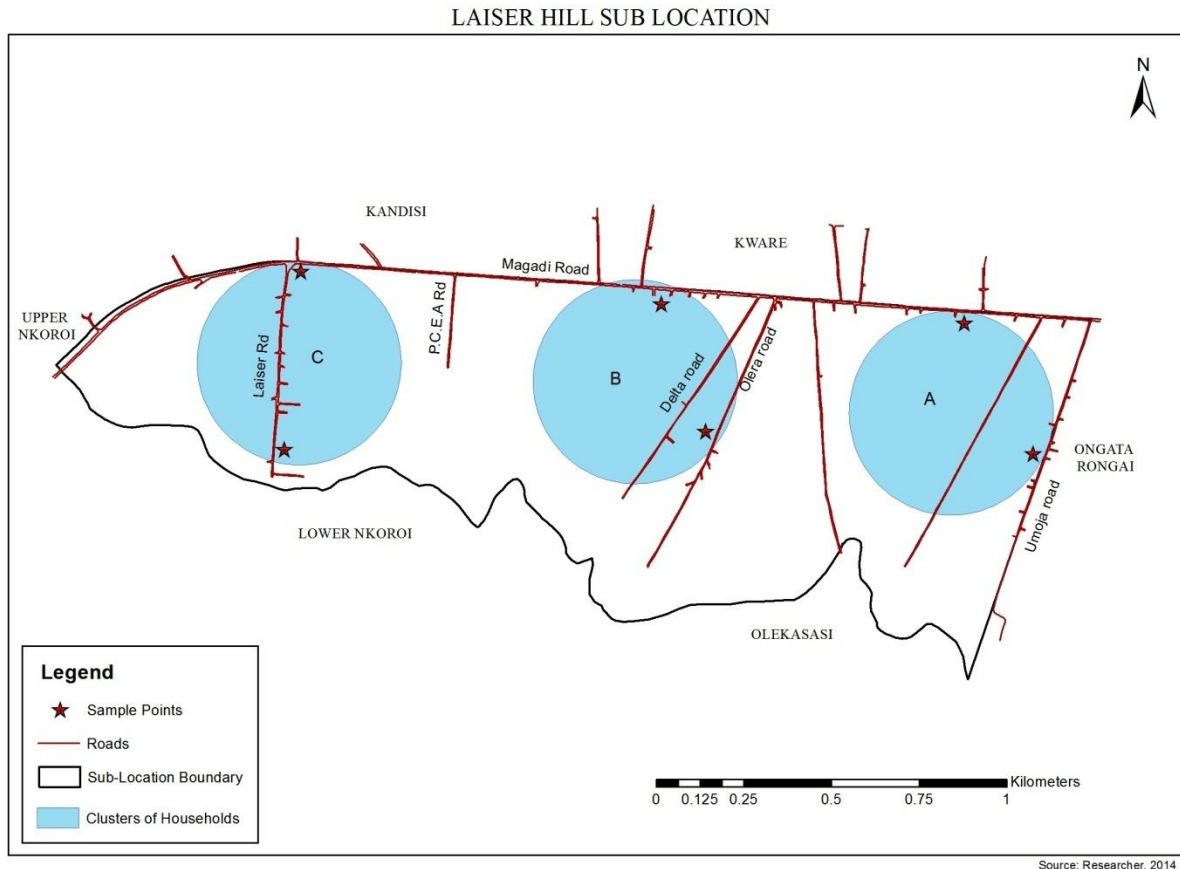 LAISER HILL SUB LOCATION
N
KANDISI
KWARE
Magadi Road
UPPER
NKOROI
P.C.E.A Rd
Laiser Rd
C
B
Delta road
Olera road
A
ONGATA
RONGAI
Umoja road
LOWER NKOROI
OLEKASASI
Legend
Sample Points
Roads
Sub-Location Boundary
Clusters of Households
Kilometers
0 0.125 0.25 0.5 0.75 1
Source: Researcher, 2014